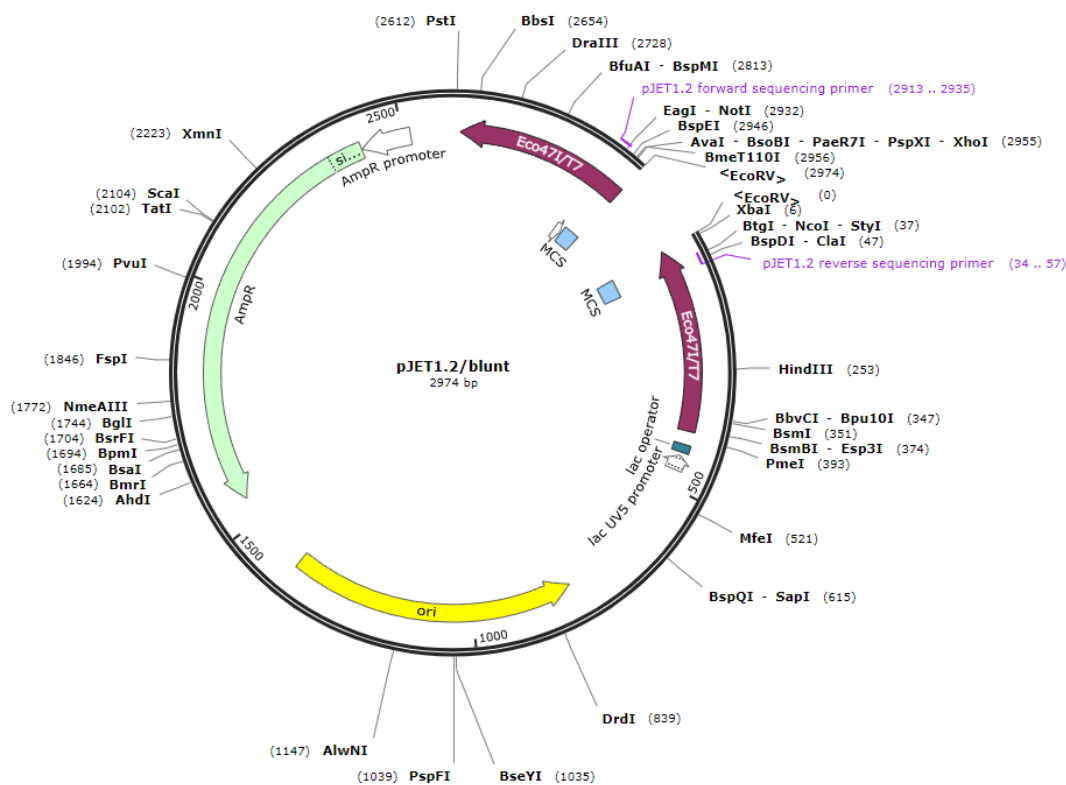 (2612) PstI
BbsI (2654)
DraIII (2728)
BfuAI - BspMI (2813)
pJET1.2 forward sequencing primer (2913 .. 2935)
EagI - NotI (2932)
BspEI (2946)
AvaI - BsoBI - PaeR7I - PspXI - XhoI (2955)
BmeT110I (2956)
<EcoRV> (2974)
<EcoRV> (0)
XbaI (6)
BtgI - NcoI - StyI (37)
BspDI - ClaI (47)
pJET1.2 reverse sequencing primer (34 .. 57)
HindIII (253)
BbvCI - Bpu10I (347)
BsmI (351)
BsmBI - Esp3I (374)
PmeI (393)
MfeI (521)
BspQI - SapI (615)
DrdI (839)
BseYI (1035)
(1039) PspFI
(1147) AlwNI
(1624) AhdI
(1664) BmrI
(1685) BsaI
(1694) BpmI
(1704) BsrFI
(1744) BglI
(1772) NmeAIII
(1846) FspI
(1994) PvuI
(2102) TatI
(2104) ScaI
(2223) XmnI
2500
si...
AmpR promoter
Eco47I/T7
MCS
MCS
Eco47I/T7
lac operator
lac UV5 promoter
500
1000
ori
1500
AmpR
2000
pJET1.2/blunt
2974 bp